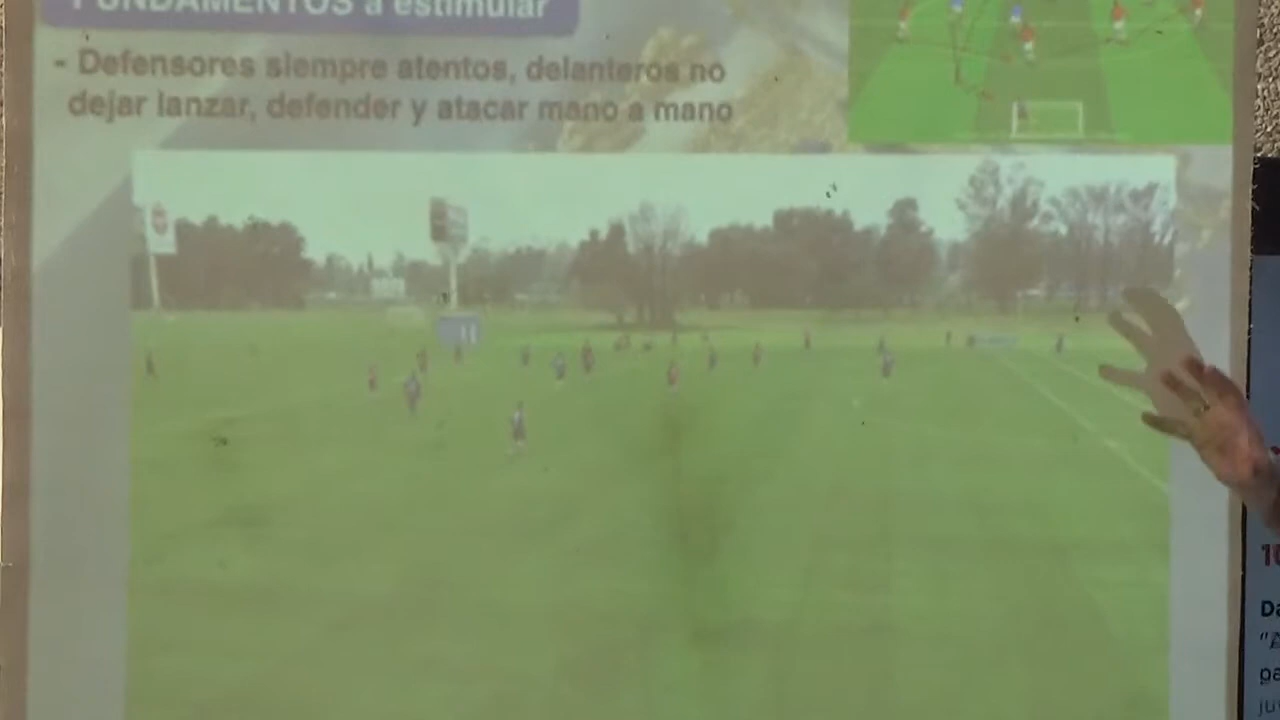 FUNDAMENTOS a estimular
- Defensores siempre atentos, delanteros no
dejar lanzar, defender y atacar mano a mano